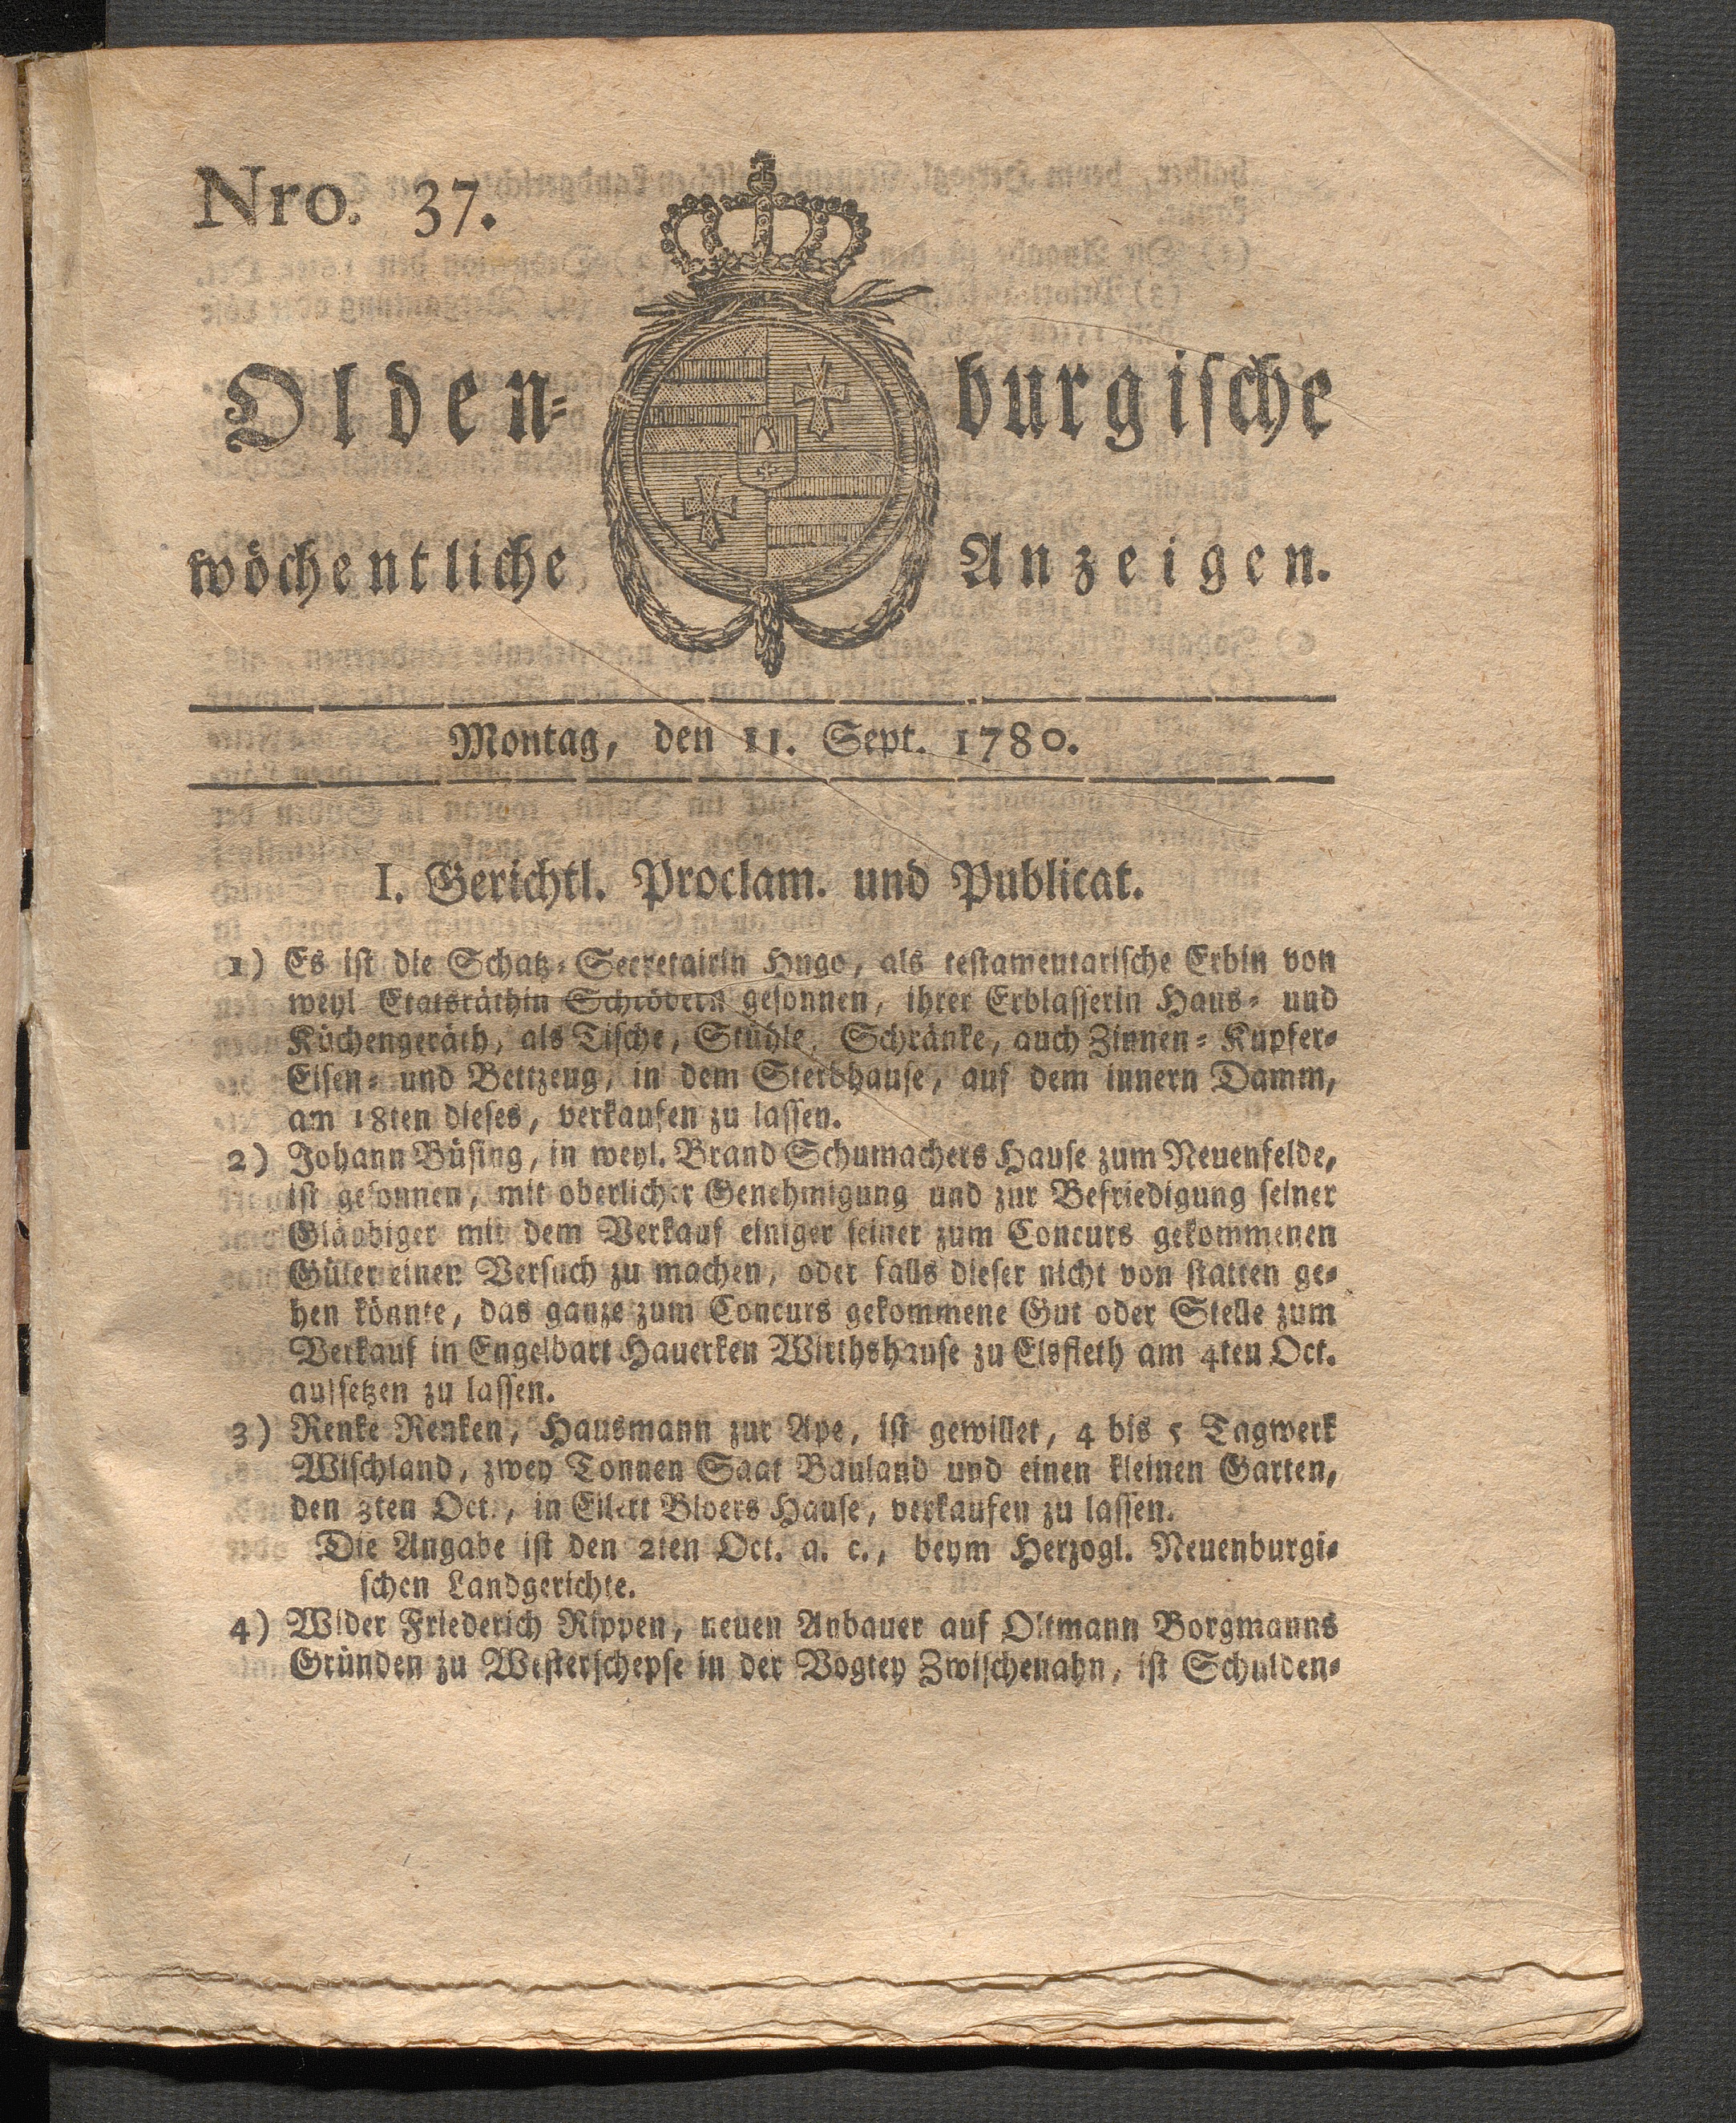 Nro. 37.
Olden-burgische
wöchentliche Anzeigen.
Montag, den 11. Sept. 1780.
I. Gerichtl. Proclam. und Publicat.
1) Es ist die Schatz-Secretairin Hugo, als testamentarische Erbin von
weyl Etatsräthin Schrödern gesonnen, ihrer Erblasserin Haus- und
Küchengeräth, als Tische, Stühle, Schränke, auch Zinnen-Kupfer-
Eisen- und Bettzeug, in dem Sterbhause, auf dem innern Damm,
am 18ten dieses, verkaufen zu lassen.
2) Johann Büsing, in weyl. Brand Schumachers Hause zum Neuenfelde,
ist gesonnen, mit oberlicher Genehmigung und zur Befriedigung seiner
Gläubiger mit dem Verkauf einiger seiner zum Concurs gekommenen
Güter einen Versuch zu machen, oder falls dieser nicht von statten ge-
hen könnte, das ganze zum Concurs gekommene Gut oder Stelle zum
Verkauf in Engelbart Hauerken Wirthshause zu Elsfleth am 4ten Oct.
aufsetzen zu lassen.
3) Renke Renken, Hausmann zur Ape, ist gewillet, 4 bis 5 Tagwerk
Wischland, zwey Tonnen Saat Bauland und einen kleinen Garten,
den 3ten Oct., in Eilert Bloers Hause, verkaufen zu lassen.
Die Angabe ist den 2ten Oct. a. c., beym Herzogl. Neuenburgi-
schen Landgerichte.
4) Wider Friederich Rippen, neuen Anbauer auf Oltmann Borgmanns
Gründen zu Westerschepse in der Vogtey Zwischenahn, ist Schulden-